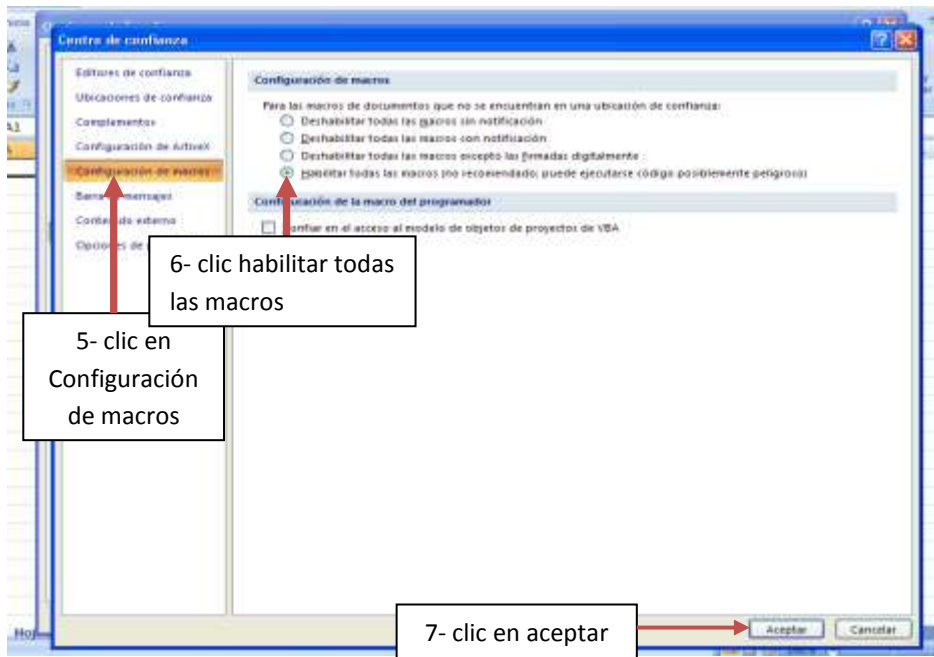 Centro de confianza
Editores de confianza
Ubicaciones de confianza
Complementos
Configuración de ActiveX
Configuración de macros
Barra mensajes
Opciones de
Configuración de macros
Para las macros de documentos que no se encuentran en una ubicación de confianza:
Deshabilitar todas las macros sin notificación
Deshabilitar todas las macros con notificación
Deshabilitar todas las macros excepto las firmadas digitalmente
Habilitar todas las macros (no recomendado; puede ejecutarse código posiblemente peligroso)
Configuración de la macro del programador
Confiar en el acceso al modelo de objetos de proyectos de VBA
6- clic habilitar todas
las macros
5- clic en
Configuración
de macros
7- clic en aceptar
Aceptar
Cancelar